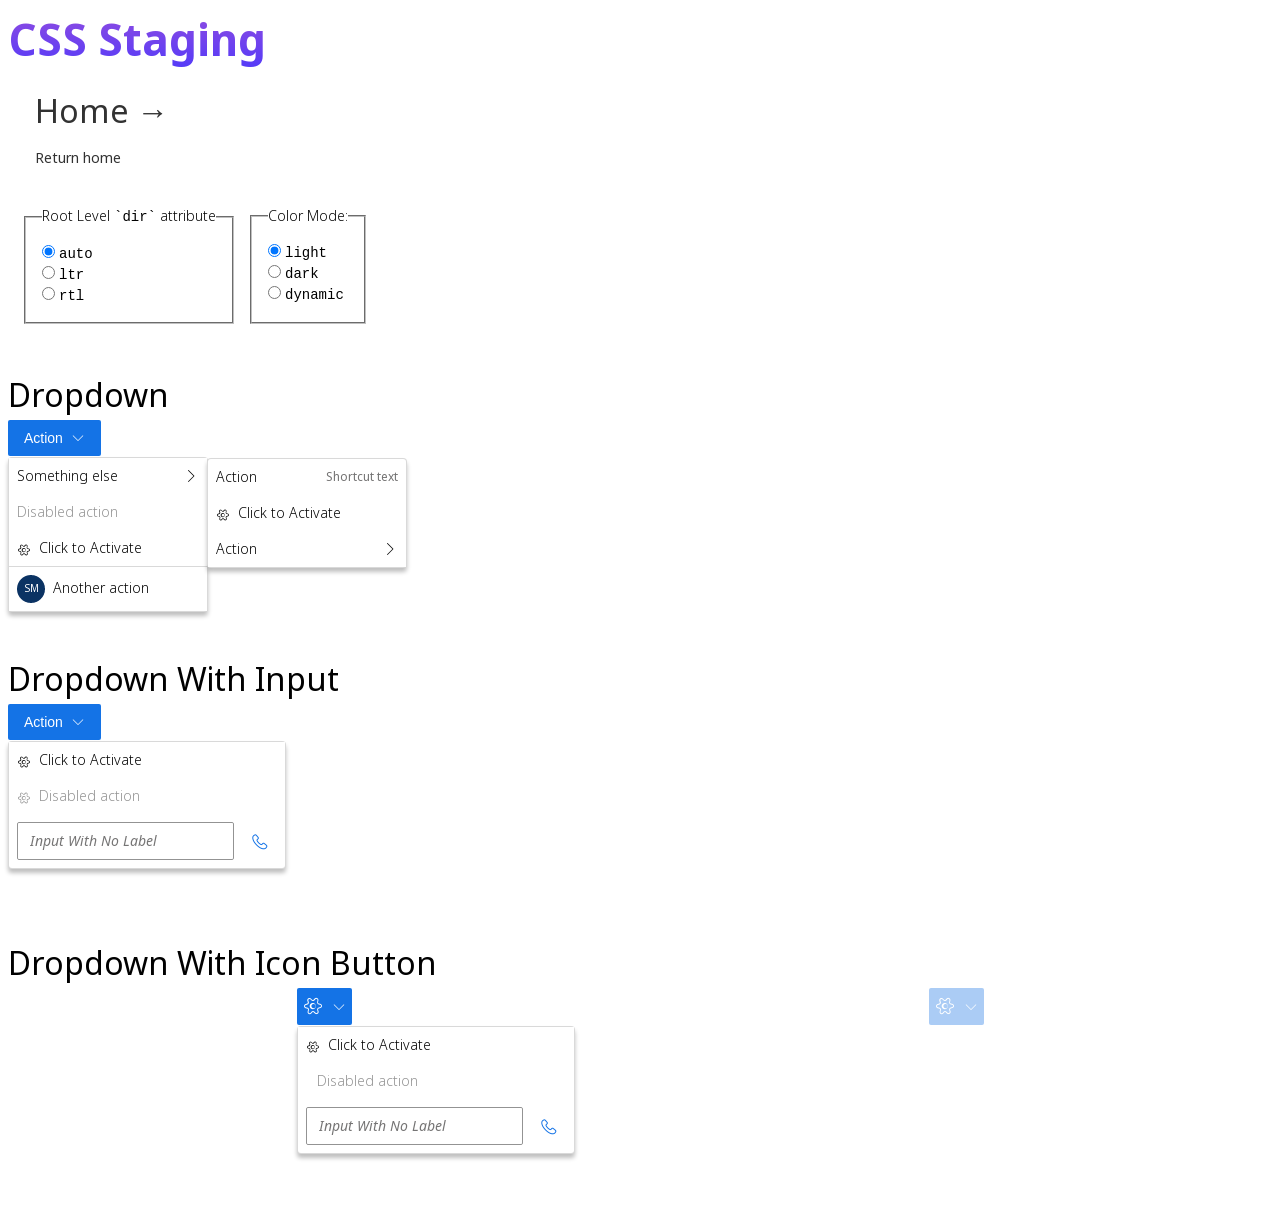 CSS Staging
Home →
Return home
Root Level `dir` attribute
auto
ltr
rtl
Color Mode:
light
dark
dynamic
Dropdown
Action
Something else
Disabled action
Click to Activate
SM Another action
Action Shortcut text
Click to Activate
Action
Dropdown With Input
Action
Click to Activate
Disabled action
Input With No Label
Dropdown With Icon Button
Click to Activate
Disabled action
Input With No Label